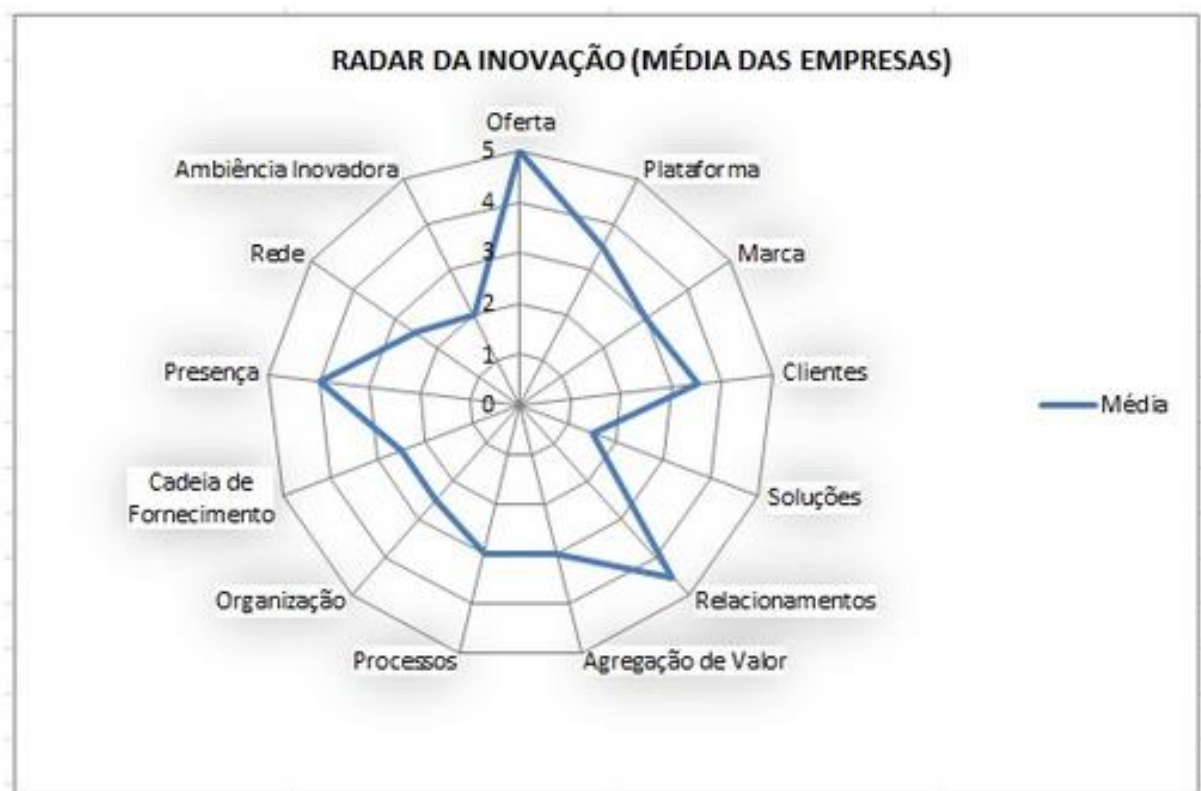 RADAR DA INOVAÇÃO (MÉDIA DAS EMPRESAS)
Oferta
Plataforma
Marca
Clientes
Soluções
Relacionamentos
Agregação de Valor
Processos
Organização
Cadeia de
Fornecimento
Presença
Rede
Ambiência Inovadora
5
4
3
2
1
0
Média